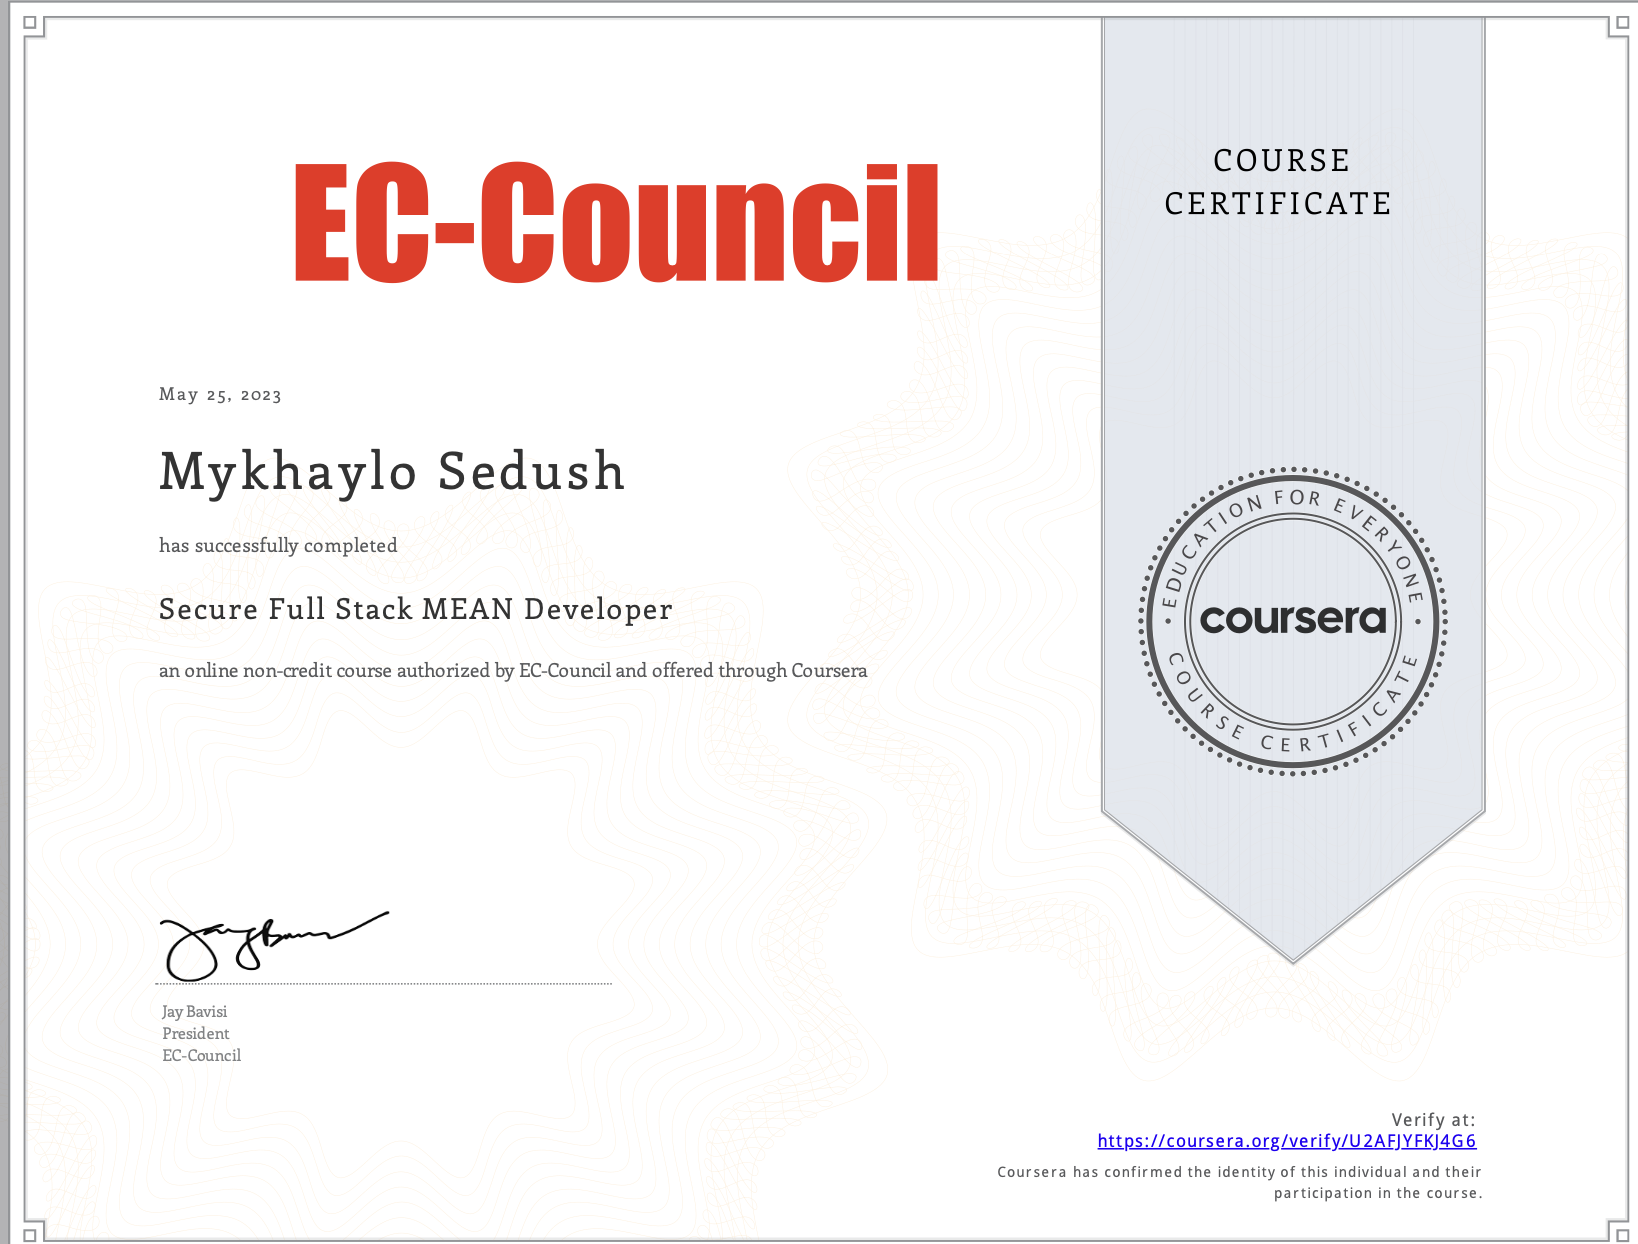 EC-Council
COURSE
CERTIFICATE
May 25, 2023
Mykhaylo Sedush
has successfully completed
Secure Full Stack MEAN Developer
an online non-credit course authorized by EC-Council and offered through Coursera
EDUCATION FOR EVERYONE
coursera
COURSE CERTIFICATE
Jay Bavisi
President
EC-Council
Verify at:
https://coursera.org/verify/U2AFJYFKJ4G6
Coursera has confirmed the identity of this individual and their
participation in the course.